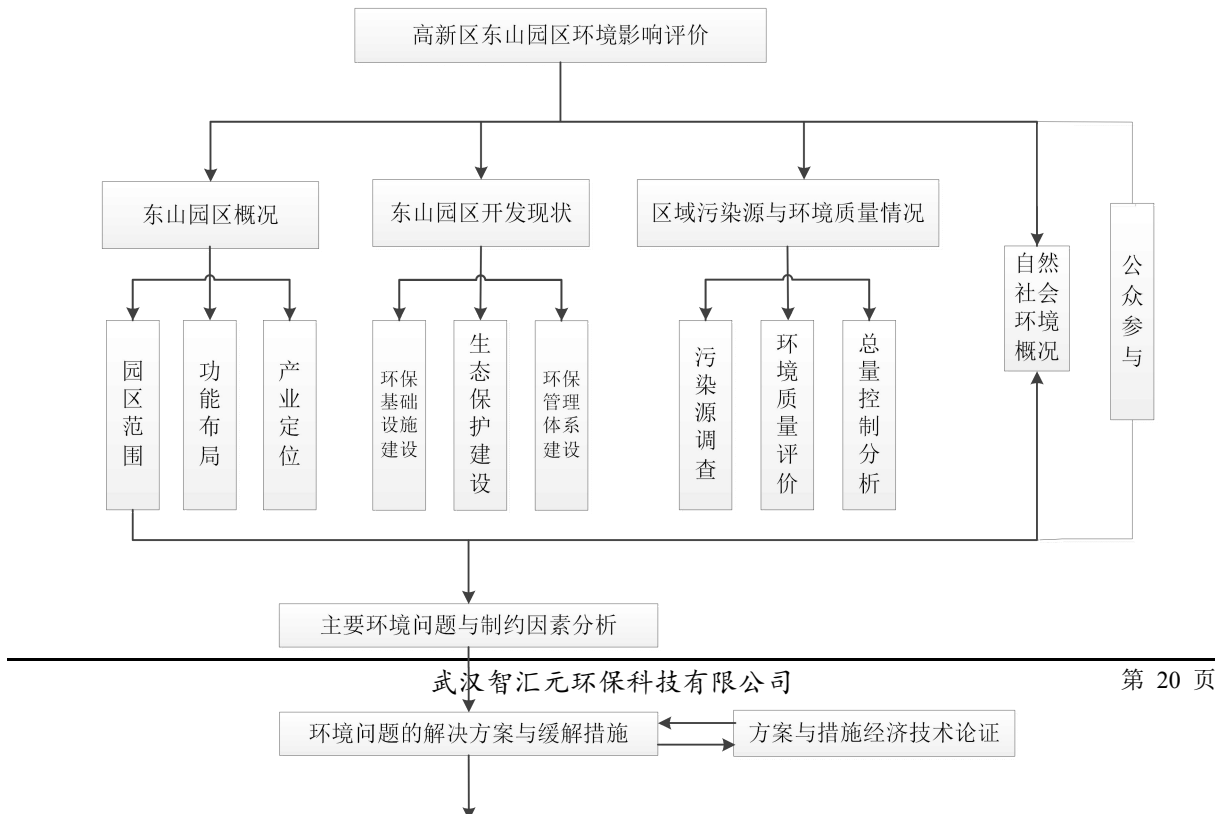 高新区东山园区环境影响评价
东山园区概况
东山园区开发现状
区域污染源与环境质量情况
自然
社会
环境
概况
公众参与
园区范围
功能布局
产业定位
环保
基础
设施
建设
生态保护建设
环保
管理
体系
建设
污染源调查
环境质量评价
总量控制分析
主要环境问题与制约因素分析
武汉智汇元环保科技有限公司
第 20 页
环境问题的解决方案与缓解措施
方案与措施经济技术论证